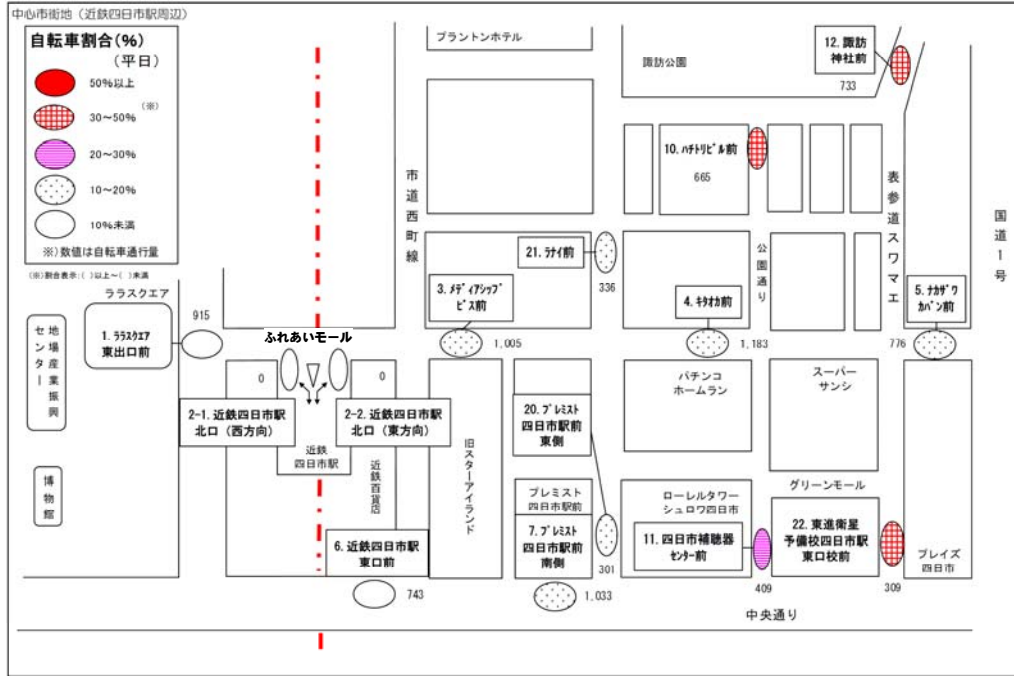 中心市街地（近鉄四日市駅周辺）
自転車割合(%)
(平日)
50%以上
30～50%
(※)
20～30%
10～20%
10%未満
※)数値は自転車通行量
(※)割合表示:( )以上～( )未満
プラントンホテル
諏訪公園
12. 諏訪
神社前
733
10. ハチトリビル前
665
市道西町線
公園通り
表参道スワマエ
国道1号
21. ラナイ前
336
3. メディアシップ
ビス前
1,005
4. キタオカ前
1,183
5. ナカザワ
カバン前
776
ララスクエア
915
1. ララスクエア
東出口前
地場産業振興
センター
博物館
ふれあいモール
0
0
2-1. 近鉄四日市駅
北口（西方向）
2-2. 近鉄四日市駅
北口（東方向）
近鉄
四日市駅
近鉄百貨店
旧スターアイランド
20. プレミスト
四日市駅前
東側
パチンコ
ホームラン
スーパー
サンシ
グリーンモール
プレミスト
四日市駅前
7. プレミスト
四日市駅前
南側
301
1,033
ローレルタワー
シュロワ四日市
11. 四日市補聴器
センター前
409
22. 東進衛星
予備校四日市駅
東口校前
309
プレイズ
四日市
6. 近鉄四日市駅
東口前
743
中央通り